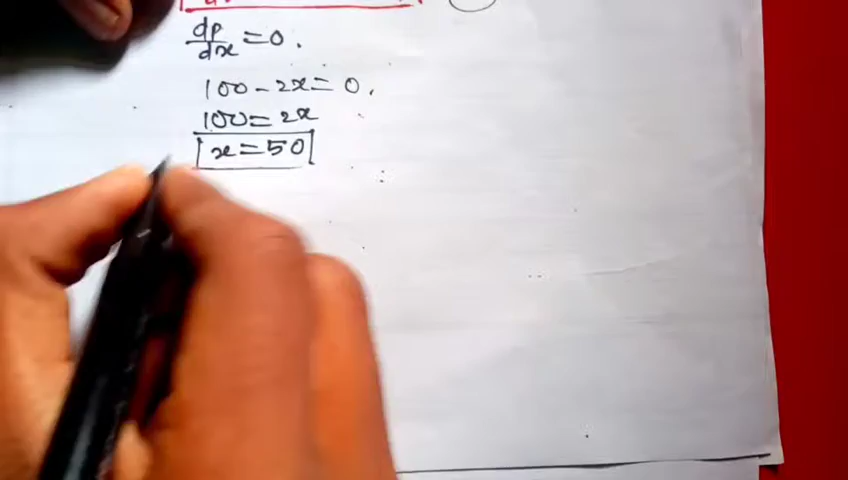 dp/dx = 0.
100 - 2x = 0.
100 = 2x
x = 50